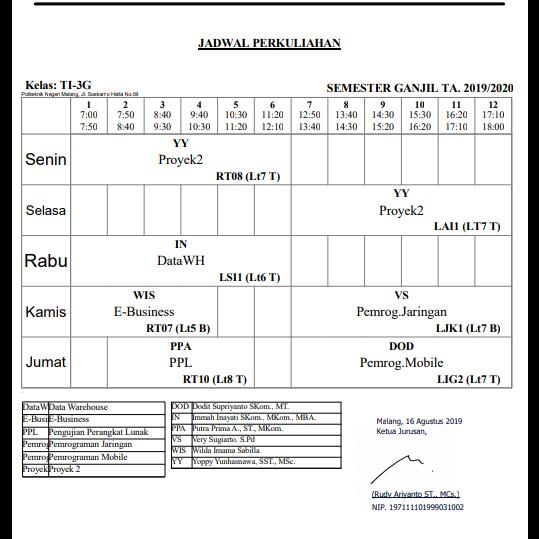 JADWAL PERKULIAHAN
Kelas: TI-3G
Politeknik Negeri Malang, Jl. Soekarno Hatta No.09
SEMESTER GANJIL TA. 2019/2020
1 2 3 4 5 6 7 8 9 10 11 12
7:00 7:50 8:40 9:40 10:30 11:20 12:50 13:40 14:30 15:30 16:20 17:10
7:50 8:40 9:30 10:30 11:20 12:10 13:40 14:30 15:20 16:20 17:10 18:00
Senin
YY
Proyek2
RT08 (Lt7 T)
Selasa
YY
Proyek2
LAI1 (LT7 T)
Rabu
IN
DataWH
LSI1 (Lt6 T)
Kamis
WIS
E-Business
RT07 (Lt5 B)
VS
Pemrog.Jaringan
LJK1 (Lt7 B)
Jumat
PPA
PPL
RT10 (Lt8 T)
DOD
Pemrog.Mobile
LIG2 (Lt7 T)
DataW Data Warehouse
E-Busi E-Business
PPL Pengujian Perangkat Lunak
Pemrog Pemrograman Jaringan
Pemrog Pemrograman Mobile
Proyek Proyek 2
DOD Dodit Supriyanto SKom., MT.
IN Immah Inayati SKom., MKom., MBA.
PPA Putra Prima A., ST., MKom.
VS Very Sugiarto. S.Pd
WIS Wilda Imama Sabilla
YY Yoppy Yunhasnawa, SST., MSc.
Malang, 16 Agustus 2019
Ketua Jurusan,
(Rudy Ariyanto ST., MCs.)
NIP. 197111101999031002